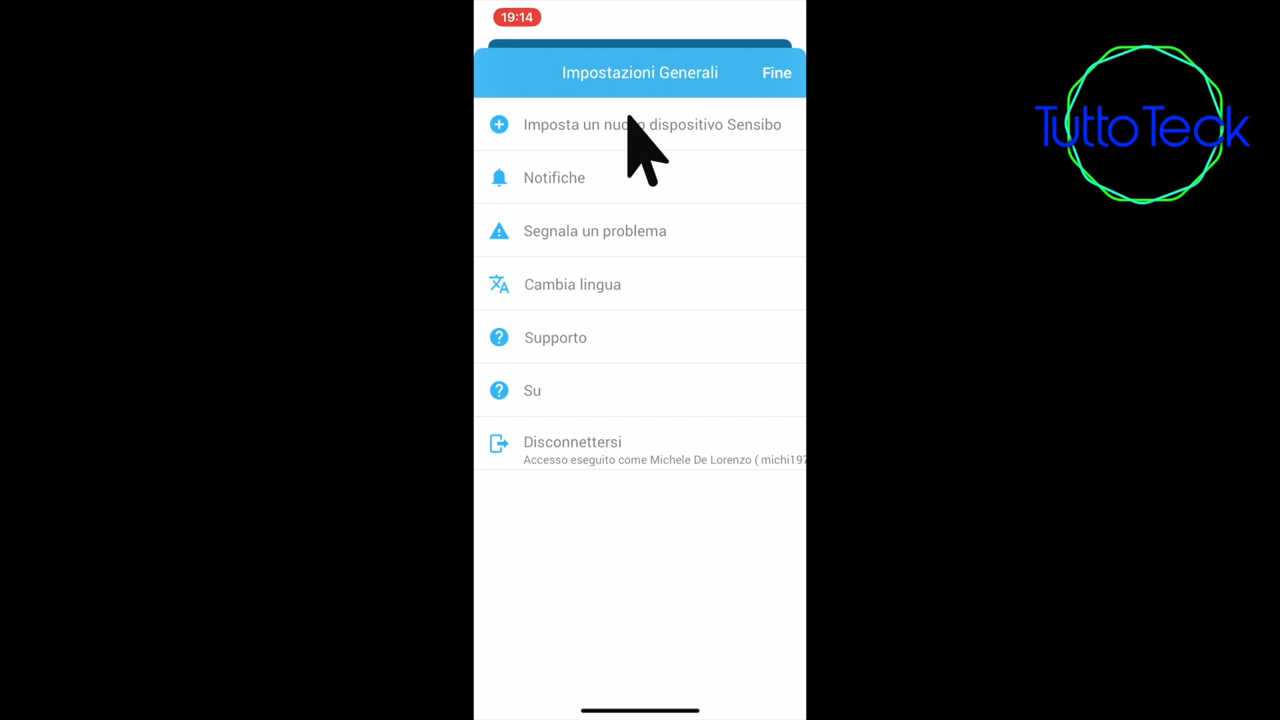 19:14
TuttoTeck
Impostazioni Generali
Fine
Imposta un nuovo dispositivo Sensibo
Notifiche
Segnala un problema
Cambia lingua
Supporto
Su
Disconnettersi
Accesso eseguito come Michele De Lorenzo ( michi197